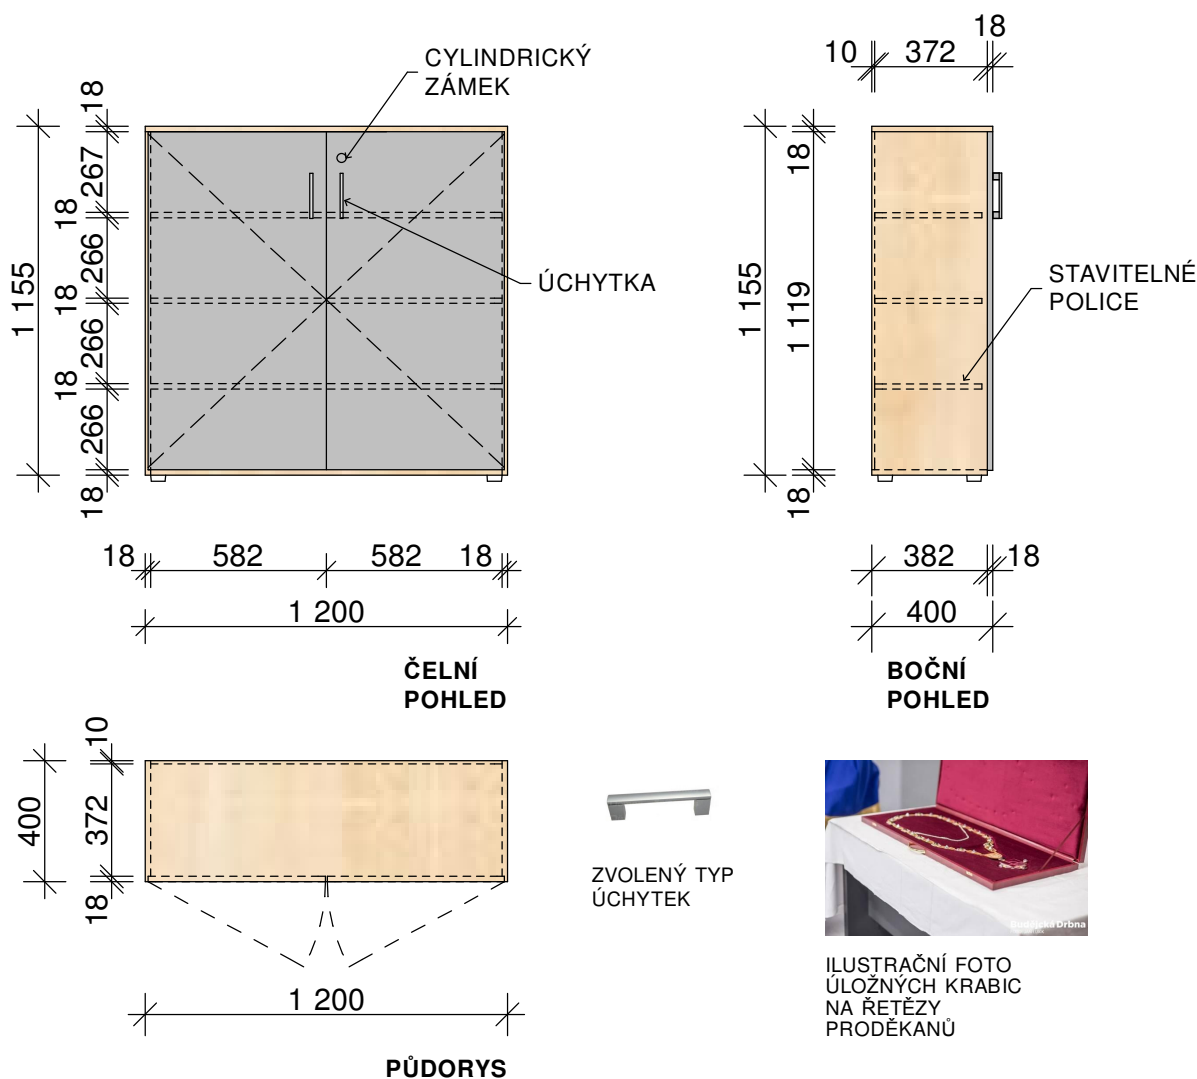 CYLINDRICKÝ
ZÁMEK
18
267
18
266
18
266
18
266
18
1 155
ÚCHYTKA
18 582 582 18
1 200
ČELNÍ
POHLED
18
10 372
18
1 155
1 119
18
STAVITELNÉ
POLICE
382 18
400
BOČNÍ
POHLED
10
400
372
18
1 200
PŮDORYS
ZVOLENÝ TYP
ÚCHYTEK
Budějcká Drbna
ILUSTRAČNÍ FOTO
ÚLOŽNÝCH KRABIC
NA ŘETĚZY
PRODĚKANŮ